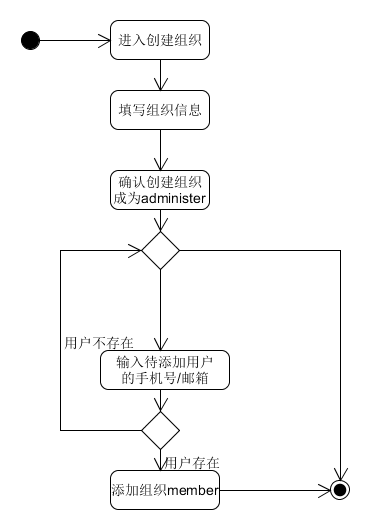 进入创建组织
填写组织信息
确认创建组织
成为administer
用户不存在
输入待添加用户
的手机号/邮箱
用户存在
添加组织member